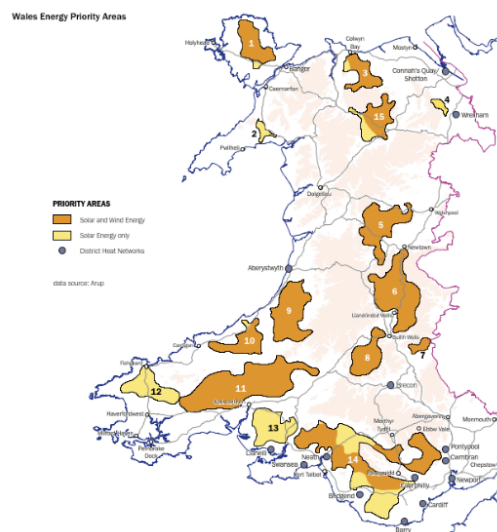 Wales Energy Priority Areas
Holyhead
1
Bangor
Caernarfon
Colwyn
Bay
Mostyn
3
Connah's Quay/
Shotton
4
Wrexham
15
2
Pwllheli
Dolgellau
PRIORITY AREAS
Solar and Wind Energy
Solar Energy only
District Heat Networks
data source: Arup
Welshpool
5
Newtown
Aberystwyth
6
9
Llandrindod Wells
Builth Wells
Cardigan
10
8
7
Fishguard
12
11
Brecon
Haverfordwest
Milford Haven
Pembroke
Dock
13
Llanelli
Swansea
Neath
Port Talbot
14
Merthyr
Tydfil
Ebbw Vale
Abergavenny
Monmouth
Pontypool
Cwmbran
Chepstow
Newport
Caerphilly
Bridgend
Cardiff
Barry